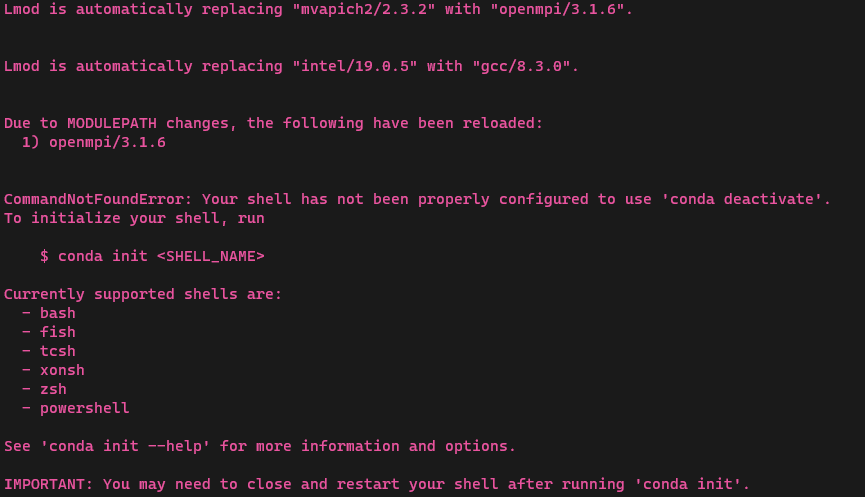 Lmod is automatically replacing "mvapich2/2.3.2" with "openmpi/3.1.6".
Lmod is automatically replacing "intel/19.0.5" with "gcc/8.3.0".
Due to MODULEPATH changes, the following have been reloaded:
  1) openmpi/3.1.6
CommandNotFoundError: Your shell has not been properly configured to use 'conda deactivate'.
To initialize your shell, run
    $ conda init <SHELL_NAME>
Currently supported shells are:
  - bash
  - fish
  - tcsh
  - xonsh
  - zsh
  - powershell
See 'conda init --help' for more information and options.
IMPORTANT: You may need to close and restart your shell after running 'conda init'.